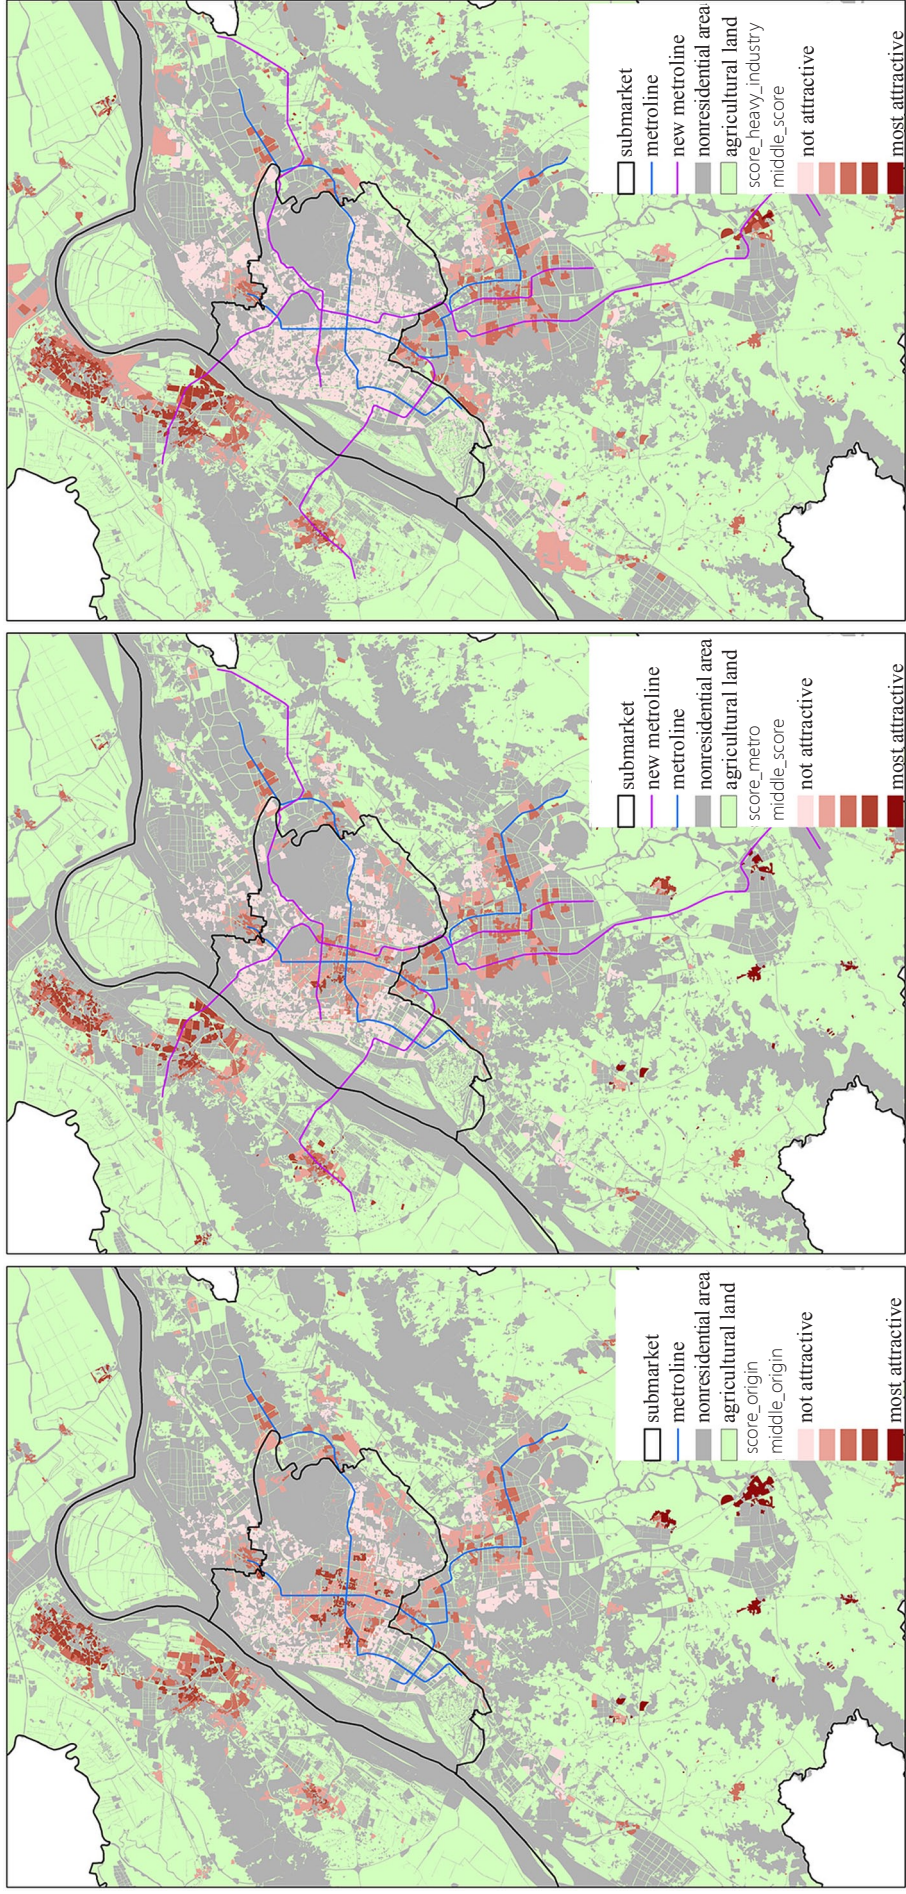 submarket
metroline
new metroline
nonresidential area
agricultural land
score_heavy_industry
middle_score
not attractive
most attractive
submarket
new metroline
metroline
nonresidential area
agricultural land
score_metro
middle_score
not attractive
most attractive
submarket
metroline
nonresidential area
agricultural land
score_origin
middle_origin
not attractive
most attractive